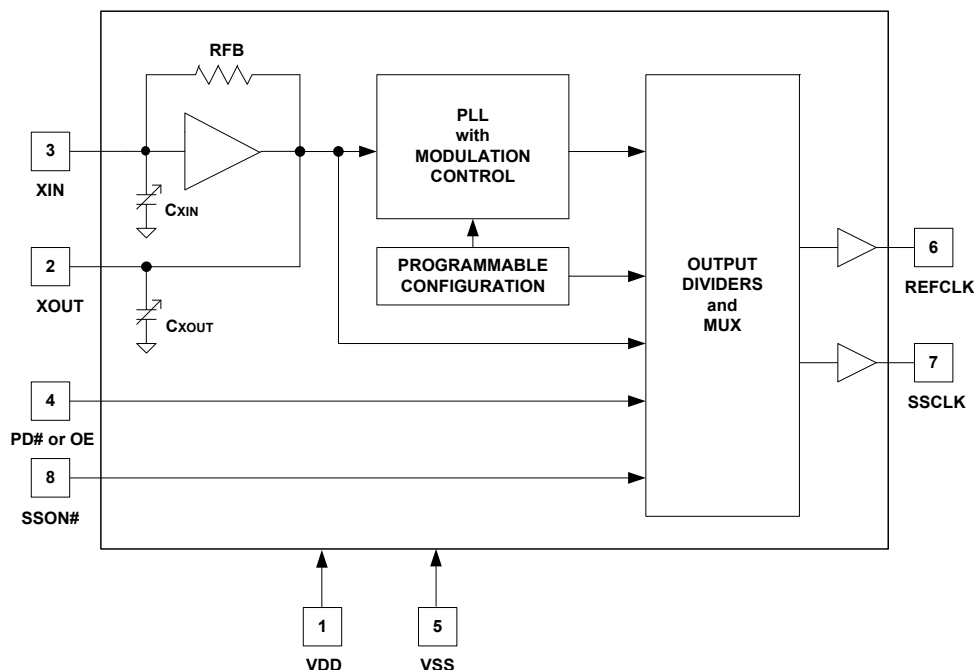 RFB
PLL
with
MODULATION
CONTROL
3
XIN
CXIN
2
XOUT
CXOUT
PROGRAMMABLE
CONFIGURATION
OUTPUT
DIVIDERS
and
MUX
6
REFCLK
7
SSCLK
4
PD# or OE
8
SSON#
1
VDD
5
VSS